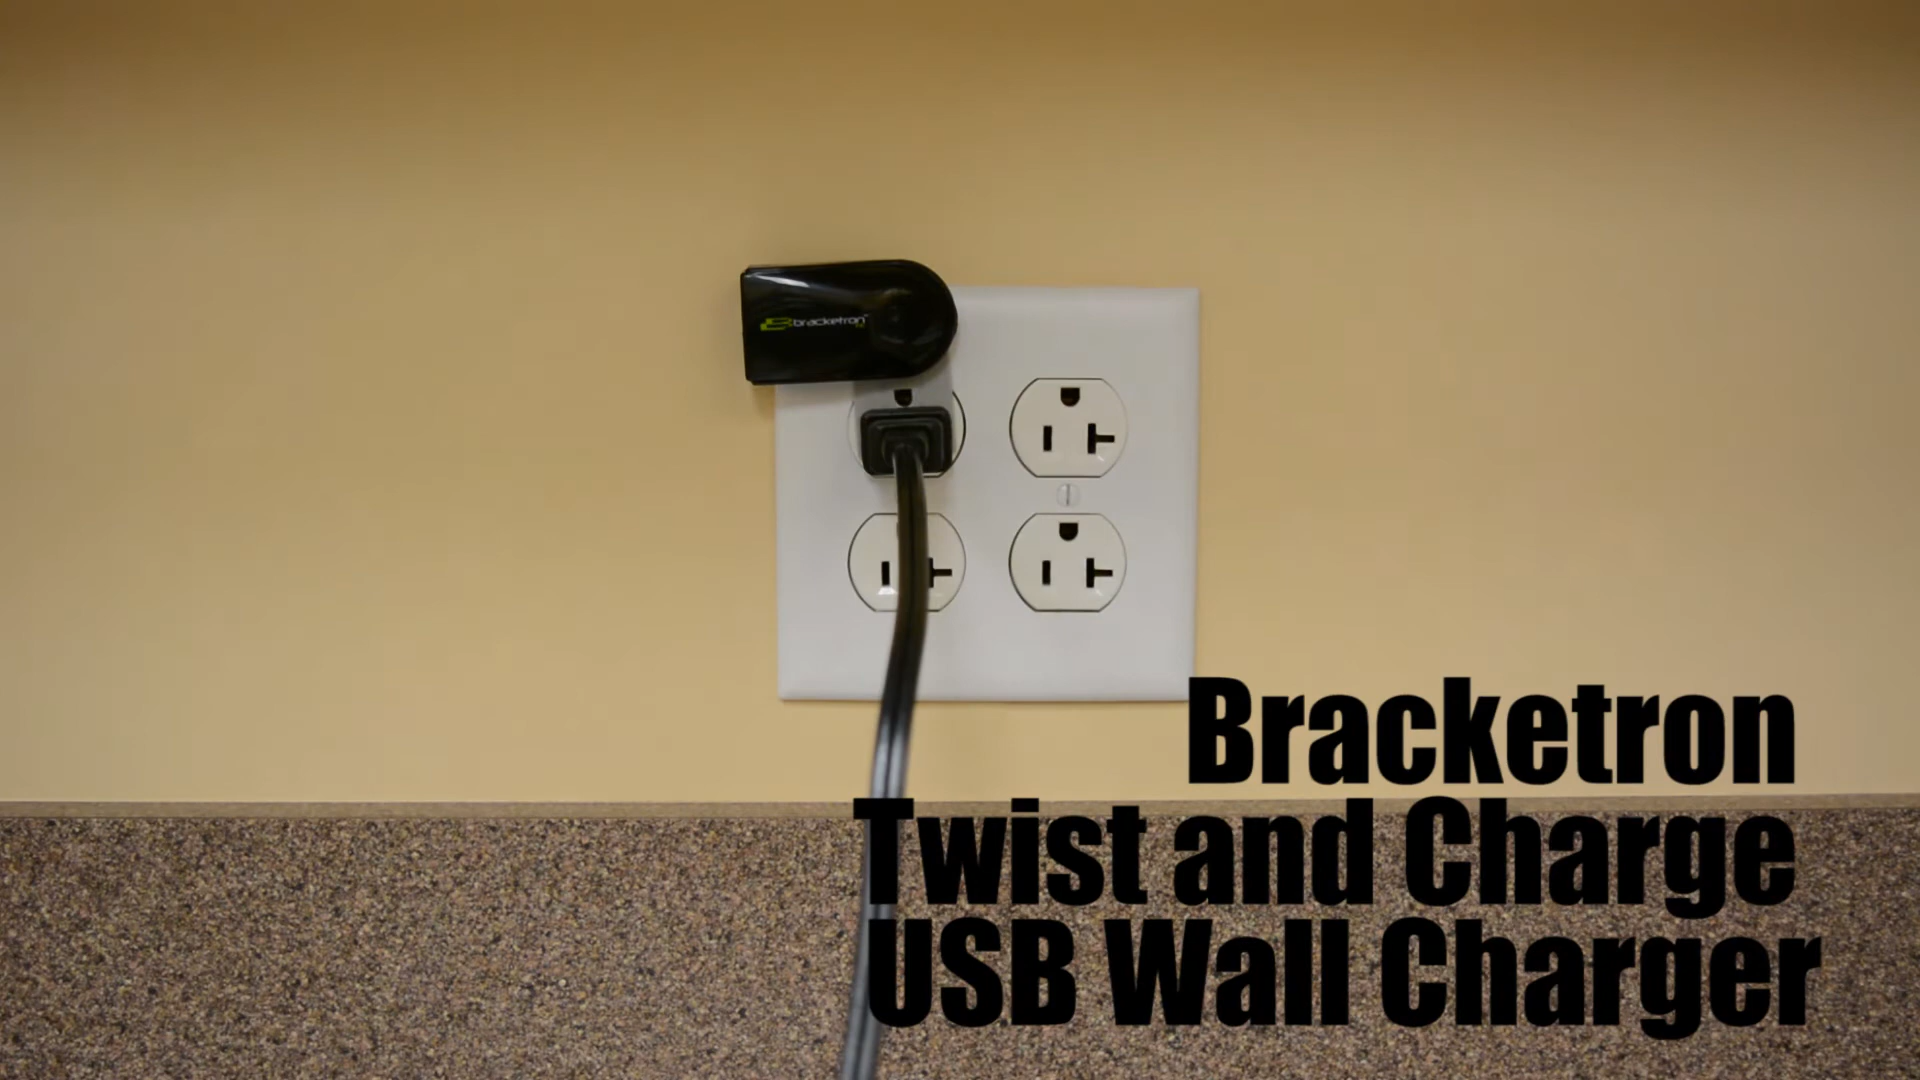 bracketron
Bracketron
Twist and Charge
USB Wall Charger